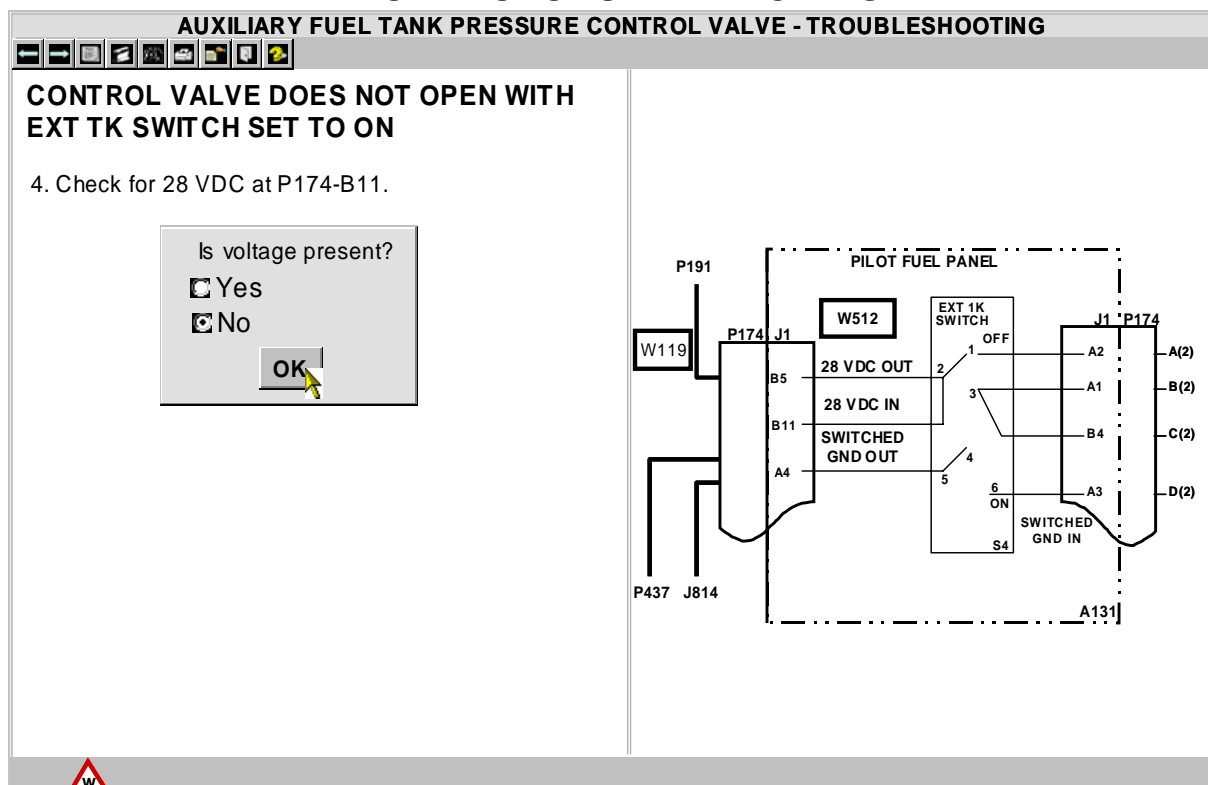 AUXILIARY FUEL TANK PRESSURE CONTROL VALVE - TROUBLESHOOTING
CONTROL VALVE DOES NOT OPEN WITH
EXT TK SWITCH SET TO ON
4. Check for 28 VDC at P174-B11.
Is voltage present?
Yes
No
OK
P191
PILOT FUEL PANEL
W119
P174
J1
W512
EXT 1K
SWITCH
OFF
J1
P174
B5
28 VDC OUT
2
1
A2
A(2)
28 VDC IN
3
A1
B(2)
B11
SWITCHED
GND OUT
B4
C(2)
A4
4
5
6
ON
A3
D(2)
SWITCHED
GND IN
S4
P437
J814
A131
W